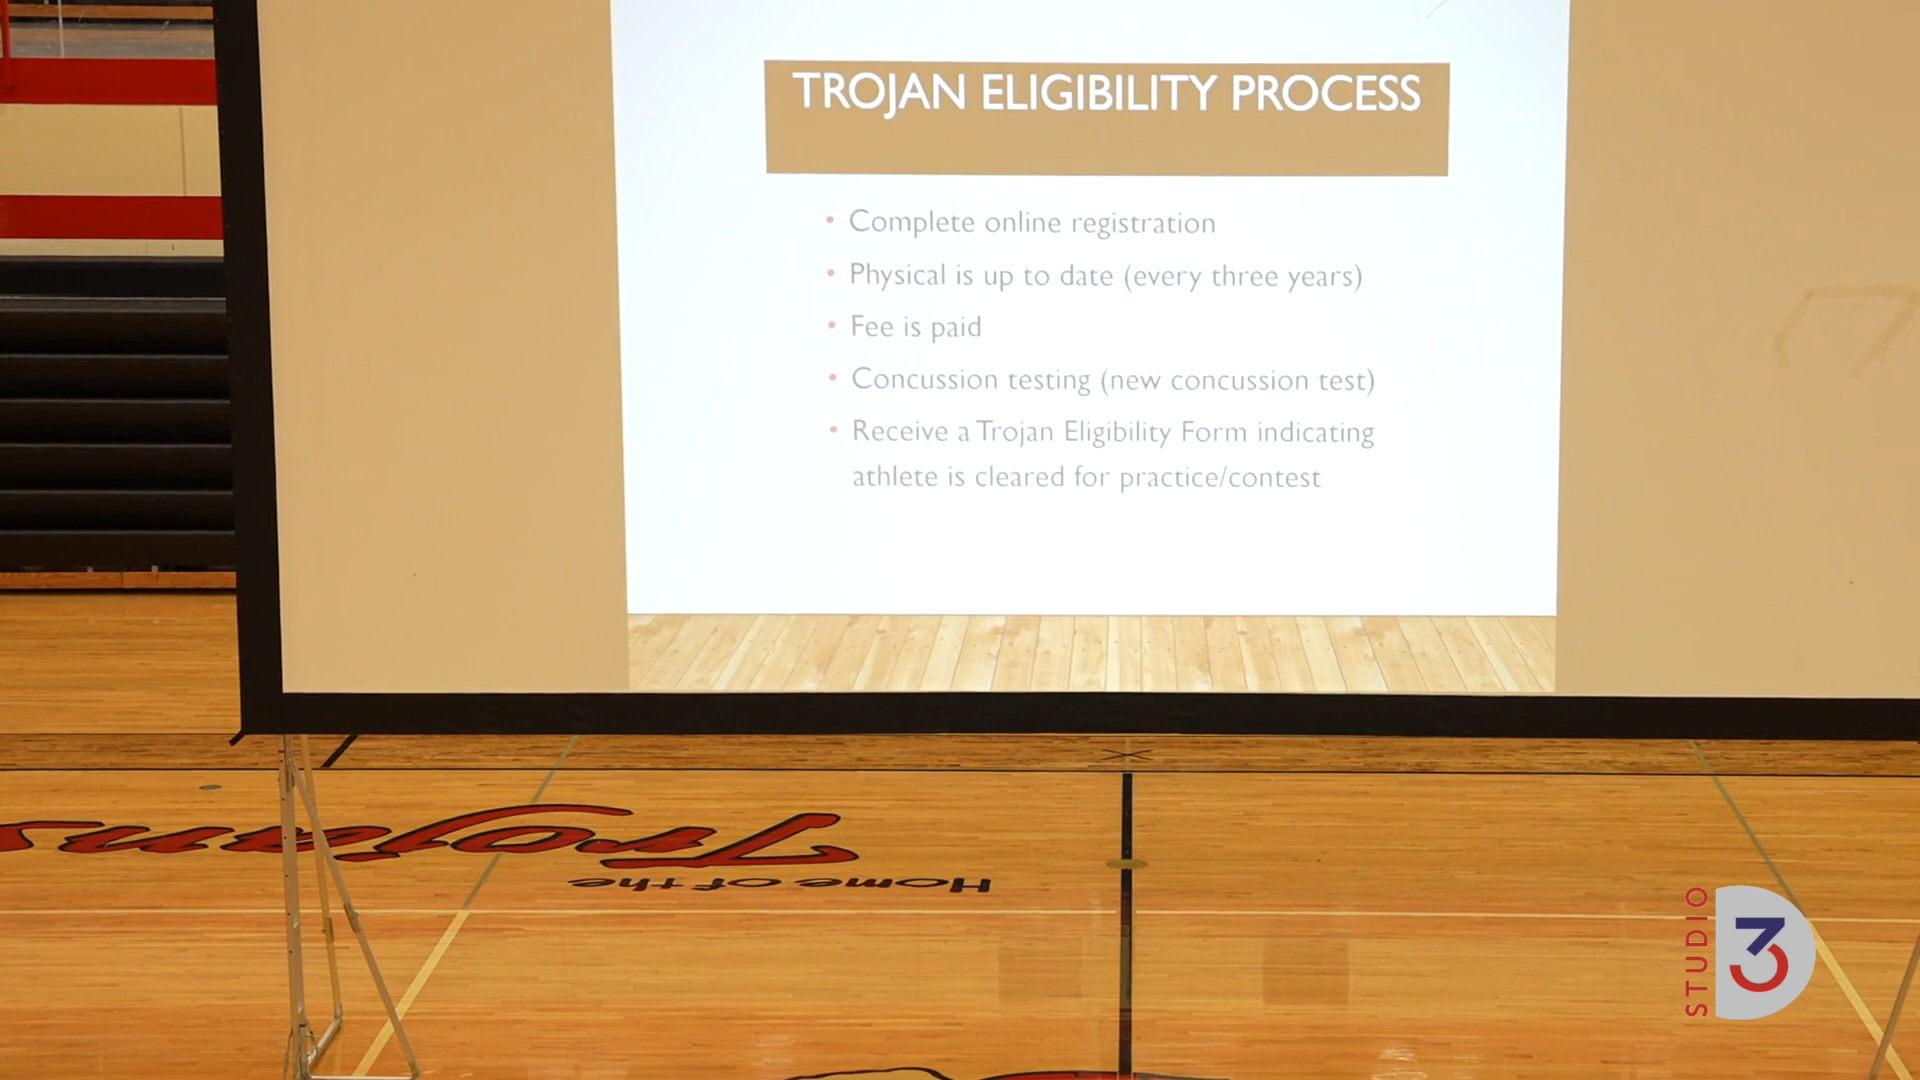 TROJAN ELIGIBILITY PROCESS
• Complete online registration
• Physical is up to date (every three years)
• Fee is paid
• Concussion testing (new concussion test)
• Receive a Trojan Eligibility Form indicating
athlete is cleared for practice/contest
Trojans
Home of the
STUDIO
3